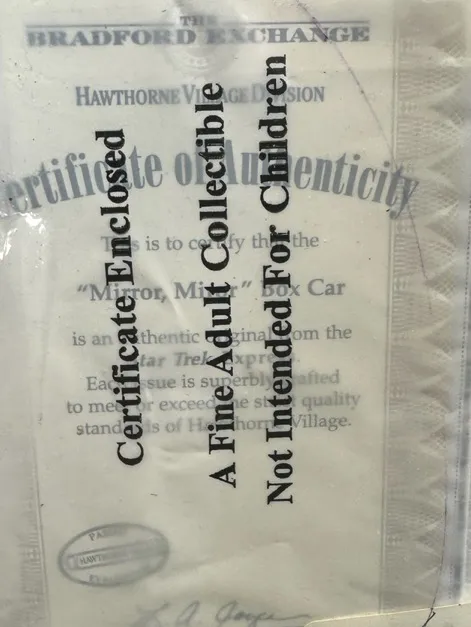 THE
BRADFORD EXCHANGE
HAWTHORNE VILLAGE DIVISION
Certificate of Authenticity
This is to certify that the
"Mirror, Mirror" Box Car
is an authentic original from the
Star Trek Express.
Each issue is superbly crafted
to meet or exceed the strict quality
standards of Hawthorne Village.
Certificate Enclosed
A Fine Adult Collectible
Not Intended For Children
HAWTHORNE